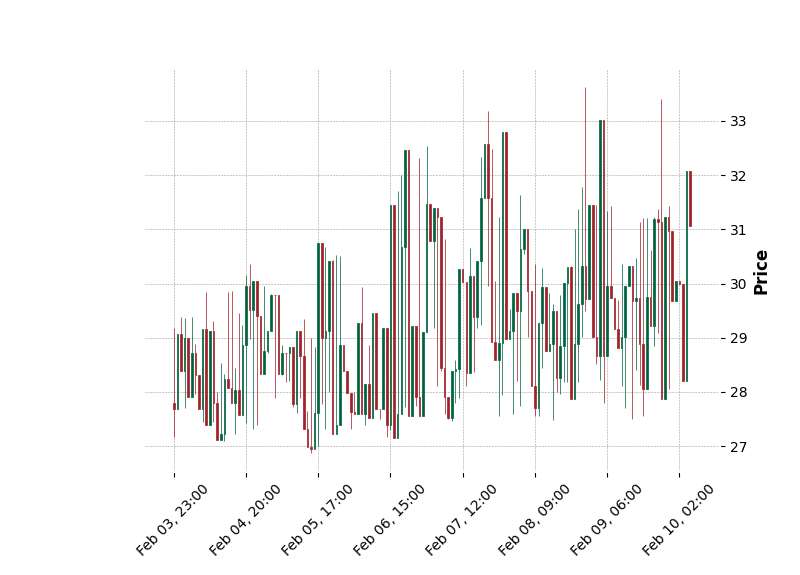 33
32
31
30
29
28
27
Price
Feb 03, 23:00
Feb 04, 20:00
Feb 05, 17:00
Feb 06, 15:00
Feb 07, 12:00
Feb 08, 09:00
Feb 09, 06:00
Feb 10, 02:00